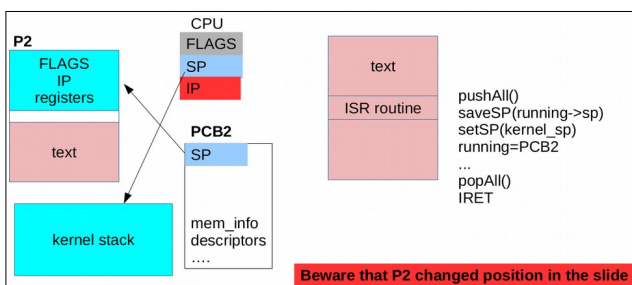 CPU
P2
FLAGS
IP
registers
text
FLAGS
SP
IP
PCB2
SP
mem_info
descriptors
....
kernel stack
text
ISR routine
pushAll()
saveSP(running->sp)
setSP(kernel_sp)
running=PCB2
...
popAll()
IRET
Beware that P2 changed position in the slide